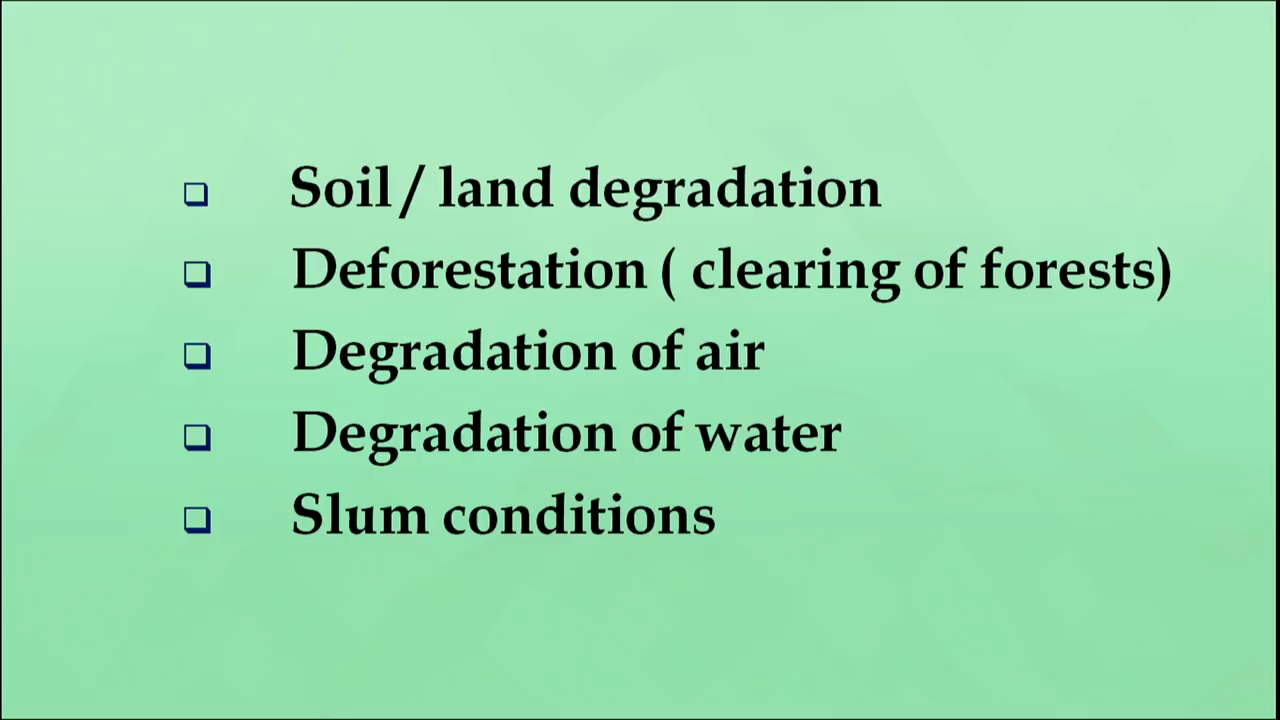 ❑ Soil / land degradation
❑ Deforestation ( clearing of forests)
❑ Degradation of air
❑ Degradation of water
❑ Slum conditions